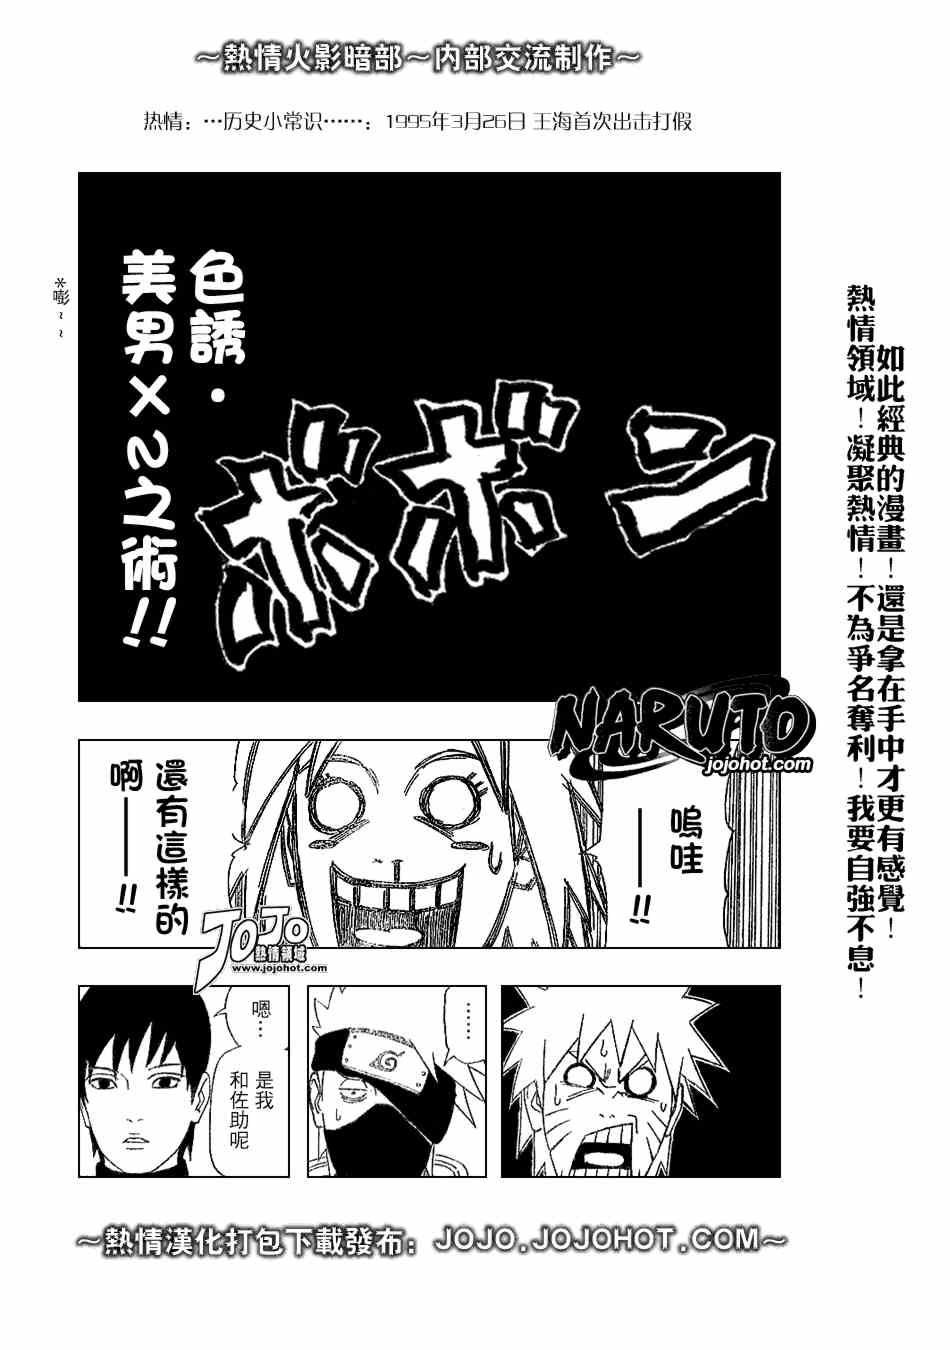 ～熱情火影暗部～内部交流制作～
热情：…历史小常识……：1995年3月26日 王海首次出击打假
色誘・
美男×2之術!!
ボボン
*嘭~~
如此經典的漫畫！還是拿在手中才更有感覺！
熱情領域！凝聚熱情！不為爭名奪利！我要自強不息！
NARUTO
jojohot.com
嗚哇
——!!
還有這樣的
啊——!!
JOJO
熱情領域
www.jojohot.com
……
嗯…
是我
和佐助呢
～熱情漢化打包下載發布：JOJO.JOJOHOT.COM～